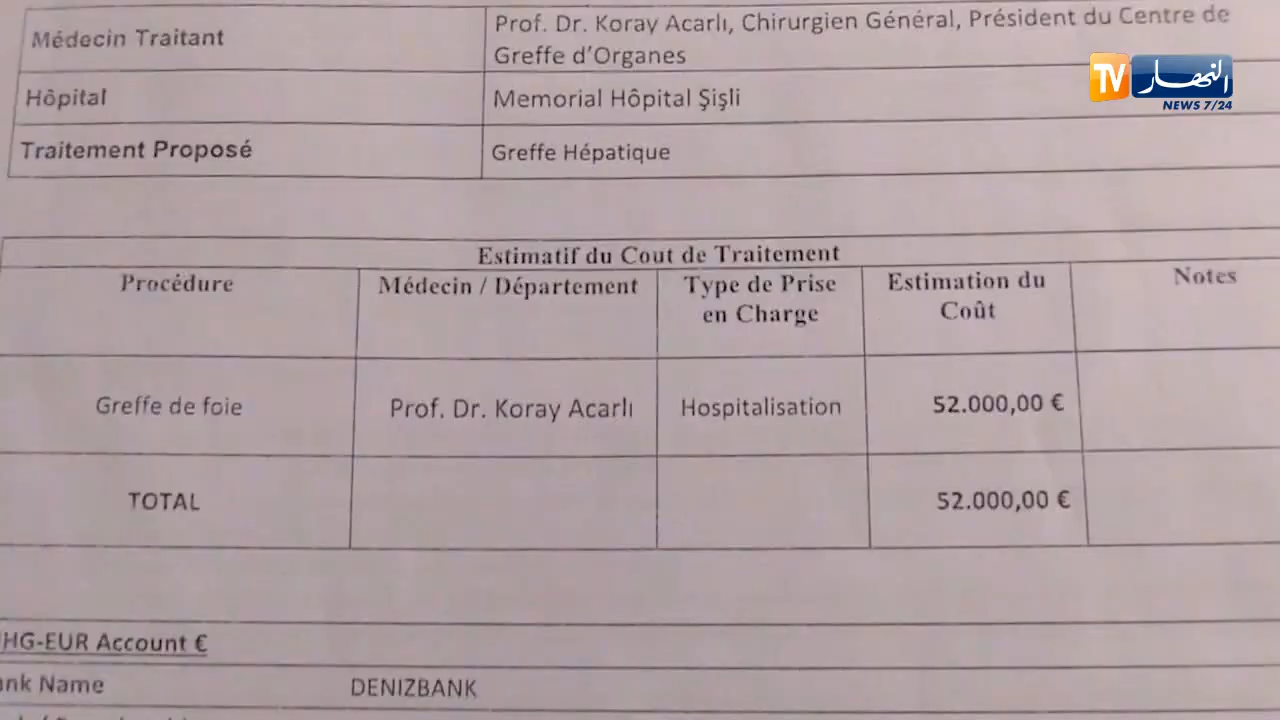 Médecin Traitant
Prof. Dr. Koray Acarlı, Chirurgien Général, Président du Centre de
Greffe d'Organes
TV النهار
NEWS 7/24
Hôpital
Memorial Hôpital Şişli
Traitement Proposé
Greffe Hépatique
Estimatif du Cout de Traitement
Procédure
Médecin / Département
Type de Prise
en Charge
Estimation du
Coût
Notes
Greffe de foie
Prof. Dr. Koray Acarlı
Hospitalisation
52.000,00 €
TOTAL
52.000,00 €
HG-EUR Account €
ank Name
DENIZBANK